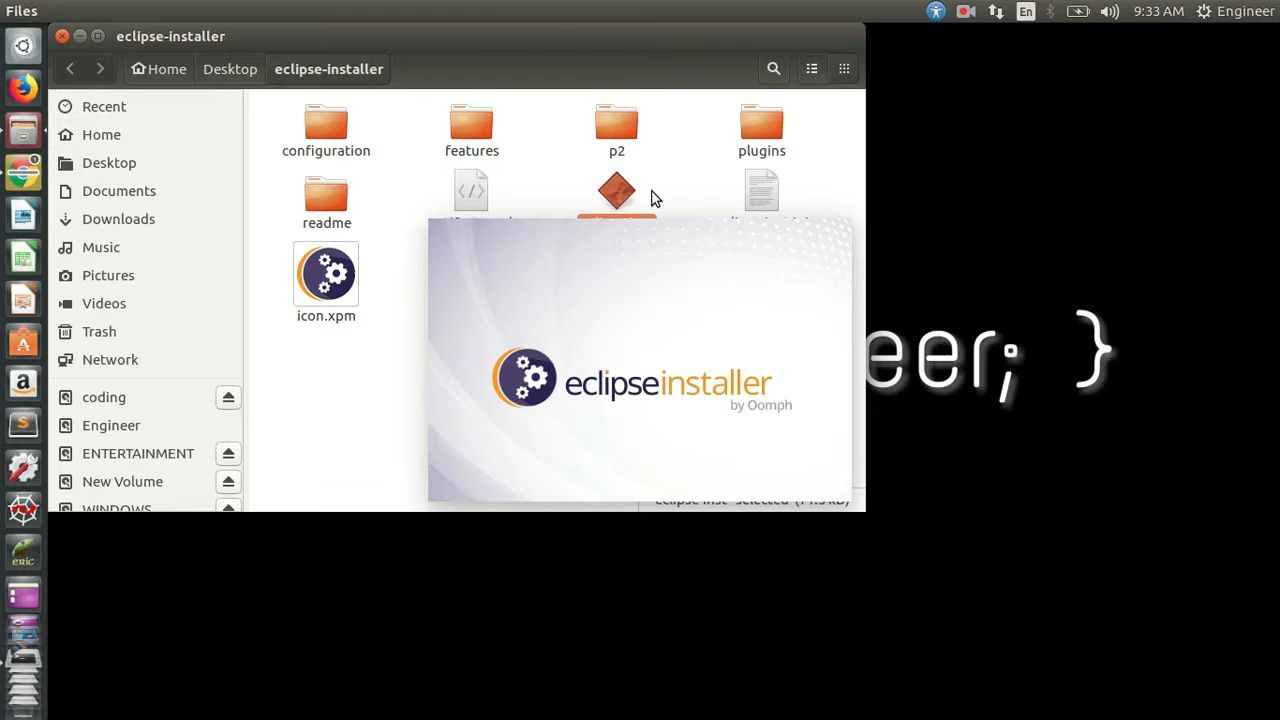 Files
En
9:33 AM
Engineer
eclipse-installer
Home
Desktop
eclipse-installer
Recent
Home
Desktop
Documents
Downloads
Music
Pictures
Videos
Trash
Network
coding
Engineer
ENTERTAINMENT
New Volume
WINDOWS
configuration
features
p2
plugins
readme
icon.xpm
eclipseinstaller
by Oomph
eer; }
ERIC